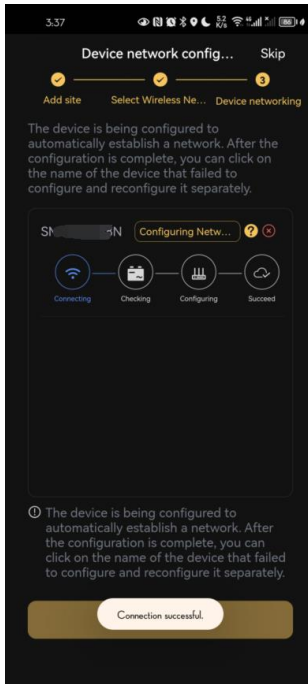 3.37
5.2 K/s
Device network config...
Skip
3
Add site
Select Wireless Ne...
Device networking
The device is being configured to
automatically establish a network. After the
configuration is complete, you can click on
the name of the device that failed to
configure and reconfigure it separately.
Configuring Netw...
?
Connecting
Checking
Configuring
Succeed
The device is being configured to
automatically establish a network. After
the configuration is complete, you can
click on the name of the device that failed
to configure and reconfigure it separately.
Connection successful.